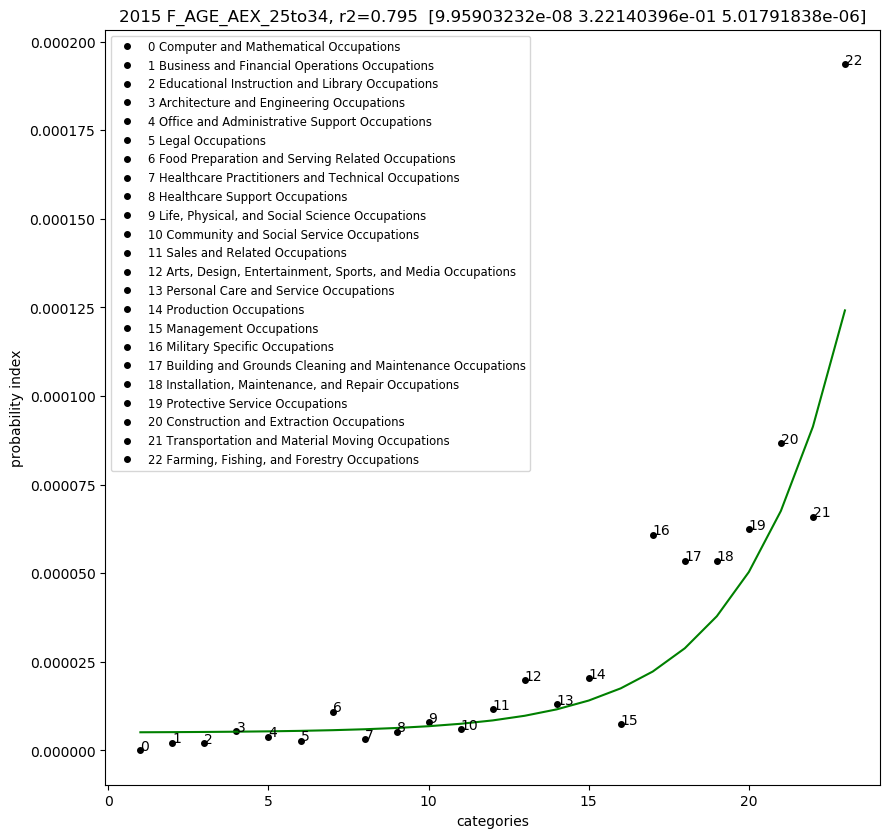 2015 F_AGE_AEX_25to34, r2=0.795  [9.95903232e-08 3.22140396e-01 5.01791838e-06]
0 Computer and Mathematical Occupations
1 Business and Financial Operations Occupations
2 Educational Instruction and Library Occupations
3 Architecture and Engineering Occupations
4 Office and Administrative Support Occupations
5 Legal Occupations
6 Food Preparation and Serving Related Occupations
7 Healthcare Practitioners and Technical Occupations
8 Healthcare Support Occupations
9 Life, Physical, and Social Science Occupations
10 Community and Social Service Occupations
11 Sales and Related Occupations
12 Arts, Design, Entertainment, Sports, and Media Occupations
13 Personal Care and Service Occupations
14 Production Occupations
15 Management Occupations
16 Military Specific Occupations
17 Building and Grounds Cleaning and Maintenance Occupations
18 Installation, Maintenance, and Repair Occupations
19 Protective Service Occupations
20 Construction and Extraction Occupations
21 Transportation and Material Moving Occupations
22 Farming, Fishing, and Forestry Occupations
probability index
0.000200
0.000175
0.000150
0.000125
0.000100
0.000075
0.000050
0.000025
0.000000
0
1
2
3
4
5
6
7
8
9
10
11
12
13
14
15
16
17
18
19
20
21
22
0 5 10 15 20
categories